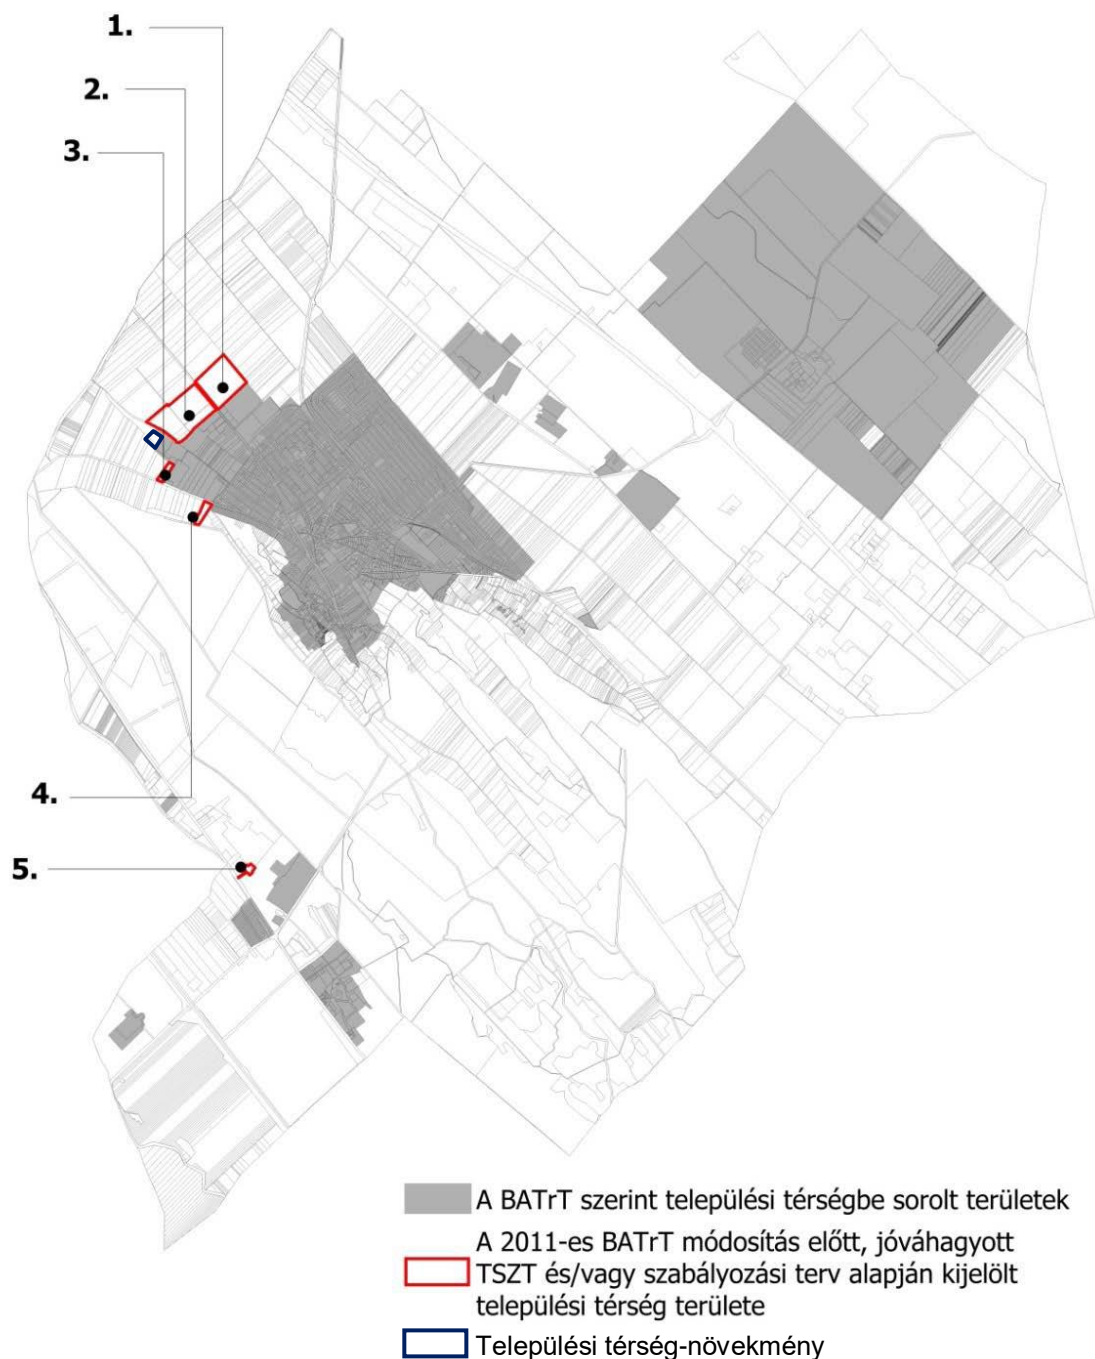 1.
2.
3.
4.
5.
A BATrT szerint települési térségbe sorolt területek
A 2011-es BATrT módosítás előtt, jóváhagyott
TSZT és/vagy szabályozási terv alapján kijelölt
települési térség területe
Települési térség-növekmény